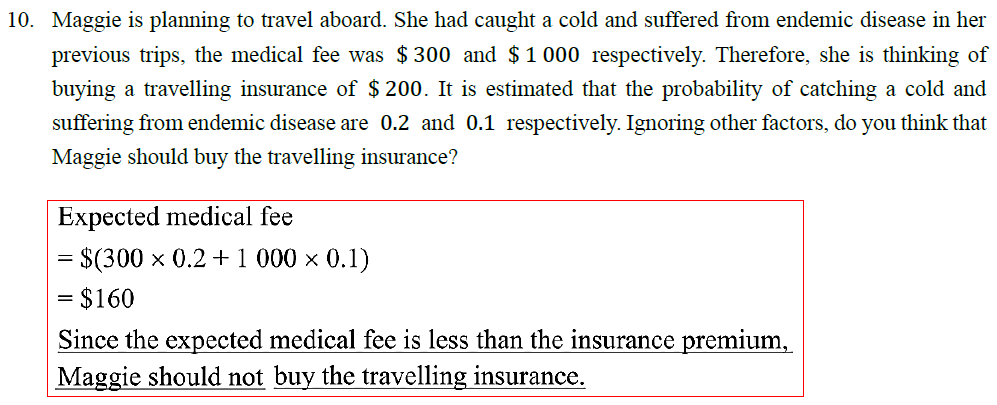 10. Maggie is planning to travel aboard. She had caught a cold and suffered from endemic disease in her
previous trips, the medical fee was $ 300 and $ 1 000 respectively. Therefore, she is thinking of
buying a travelling insurance of $ 200. It is estimated that the probability of catching a cold and
suffering from endemic disease are 0.2 and 0.1 respectively. Ignoring other factors, do you think that
Maggie should buy the travelling insurance?
Expected medical fee
= $(300 × 0.2 + 1 000 × 0.1)
= $160
Since the expected medical fee is less than the insurance premium,
Maggie should not buy the travelling insurance.